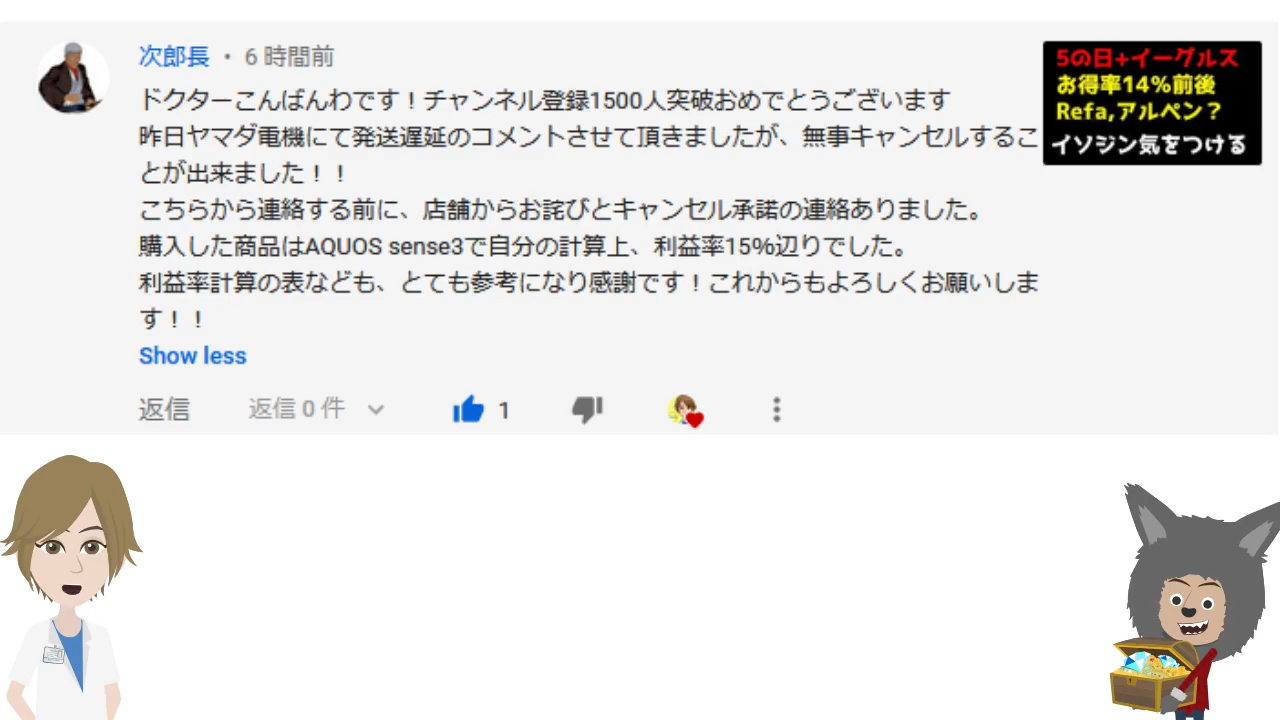 次郎長 • 6 時間前
ドクターこんばんわです！チャンネル登録1500人突破おめでとうございます
昨日ヤマダ電機にて発送遅延のコメントさせて頂きましたが、無事キャンセルするこ
とが出来ました！！
こちらから連絡する前に、店舗からお詫びとキャンセル承諾の連絡ありました。
購入した商品はAQUOS sense3で自分の計算上、利益率15%辺りでした。
利益率計算の表なども、とても参考になり感謝です！これからもよろしくお願いしま
す！！
Show less
返信 返信 0 件 1
5の日+イーグルス
お得率14%前後
Refa,アルペン？
イソジン気をつける